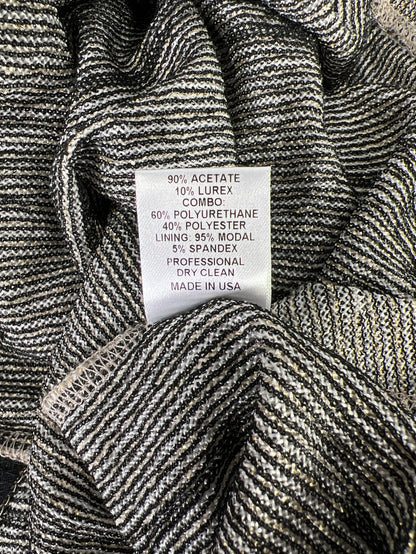 90% ACETATE
10% LUREX
COMBO:
60% POLYURETHANE
40% POLYESTER
LINING: 95% MODAL
5% SPANDEX
PROFESSIONAL
DRY CLEAN
MADE IN USA